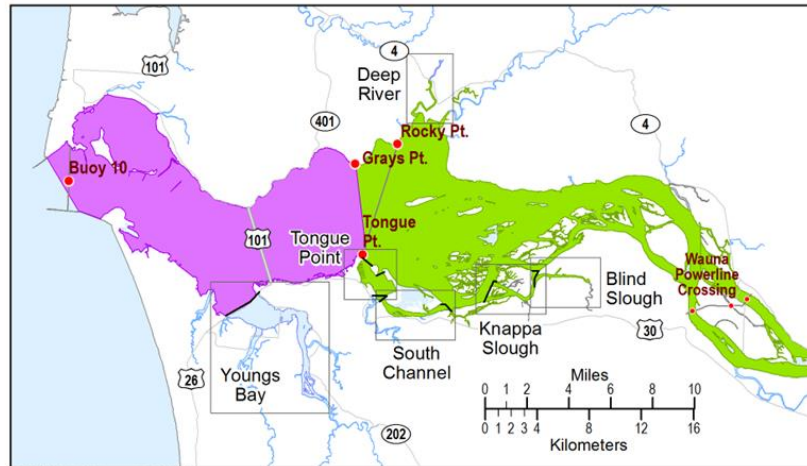 101
4
Deep
River
401
Rocky Pt.
4
Grays Pt.
Buoy 10
Tongue
Pt.
101
Tongue
Point
Wauna
Powerline
Crossing
Blind
Slough
Knappa
Slough
30
South
Channel
Youngs
Bay
26
202
Miles
0 2 4 6 8 10
0 1 2 3 4 8 12 16
Kilometers